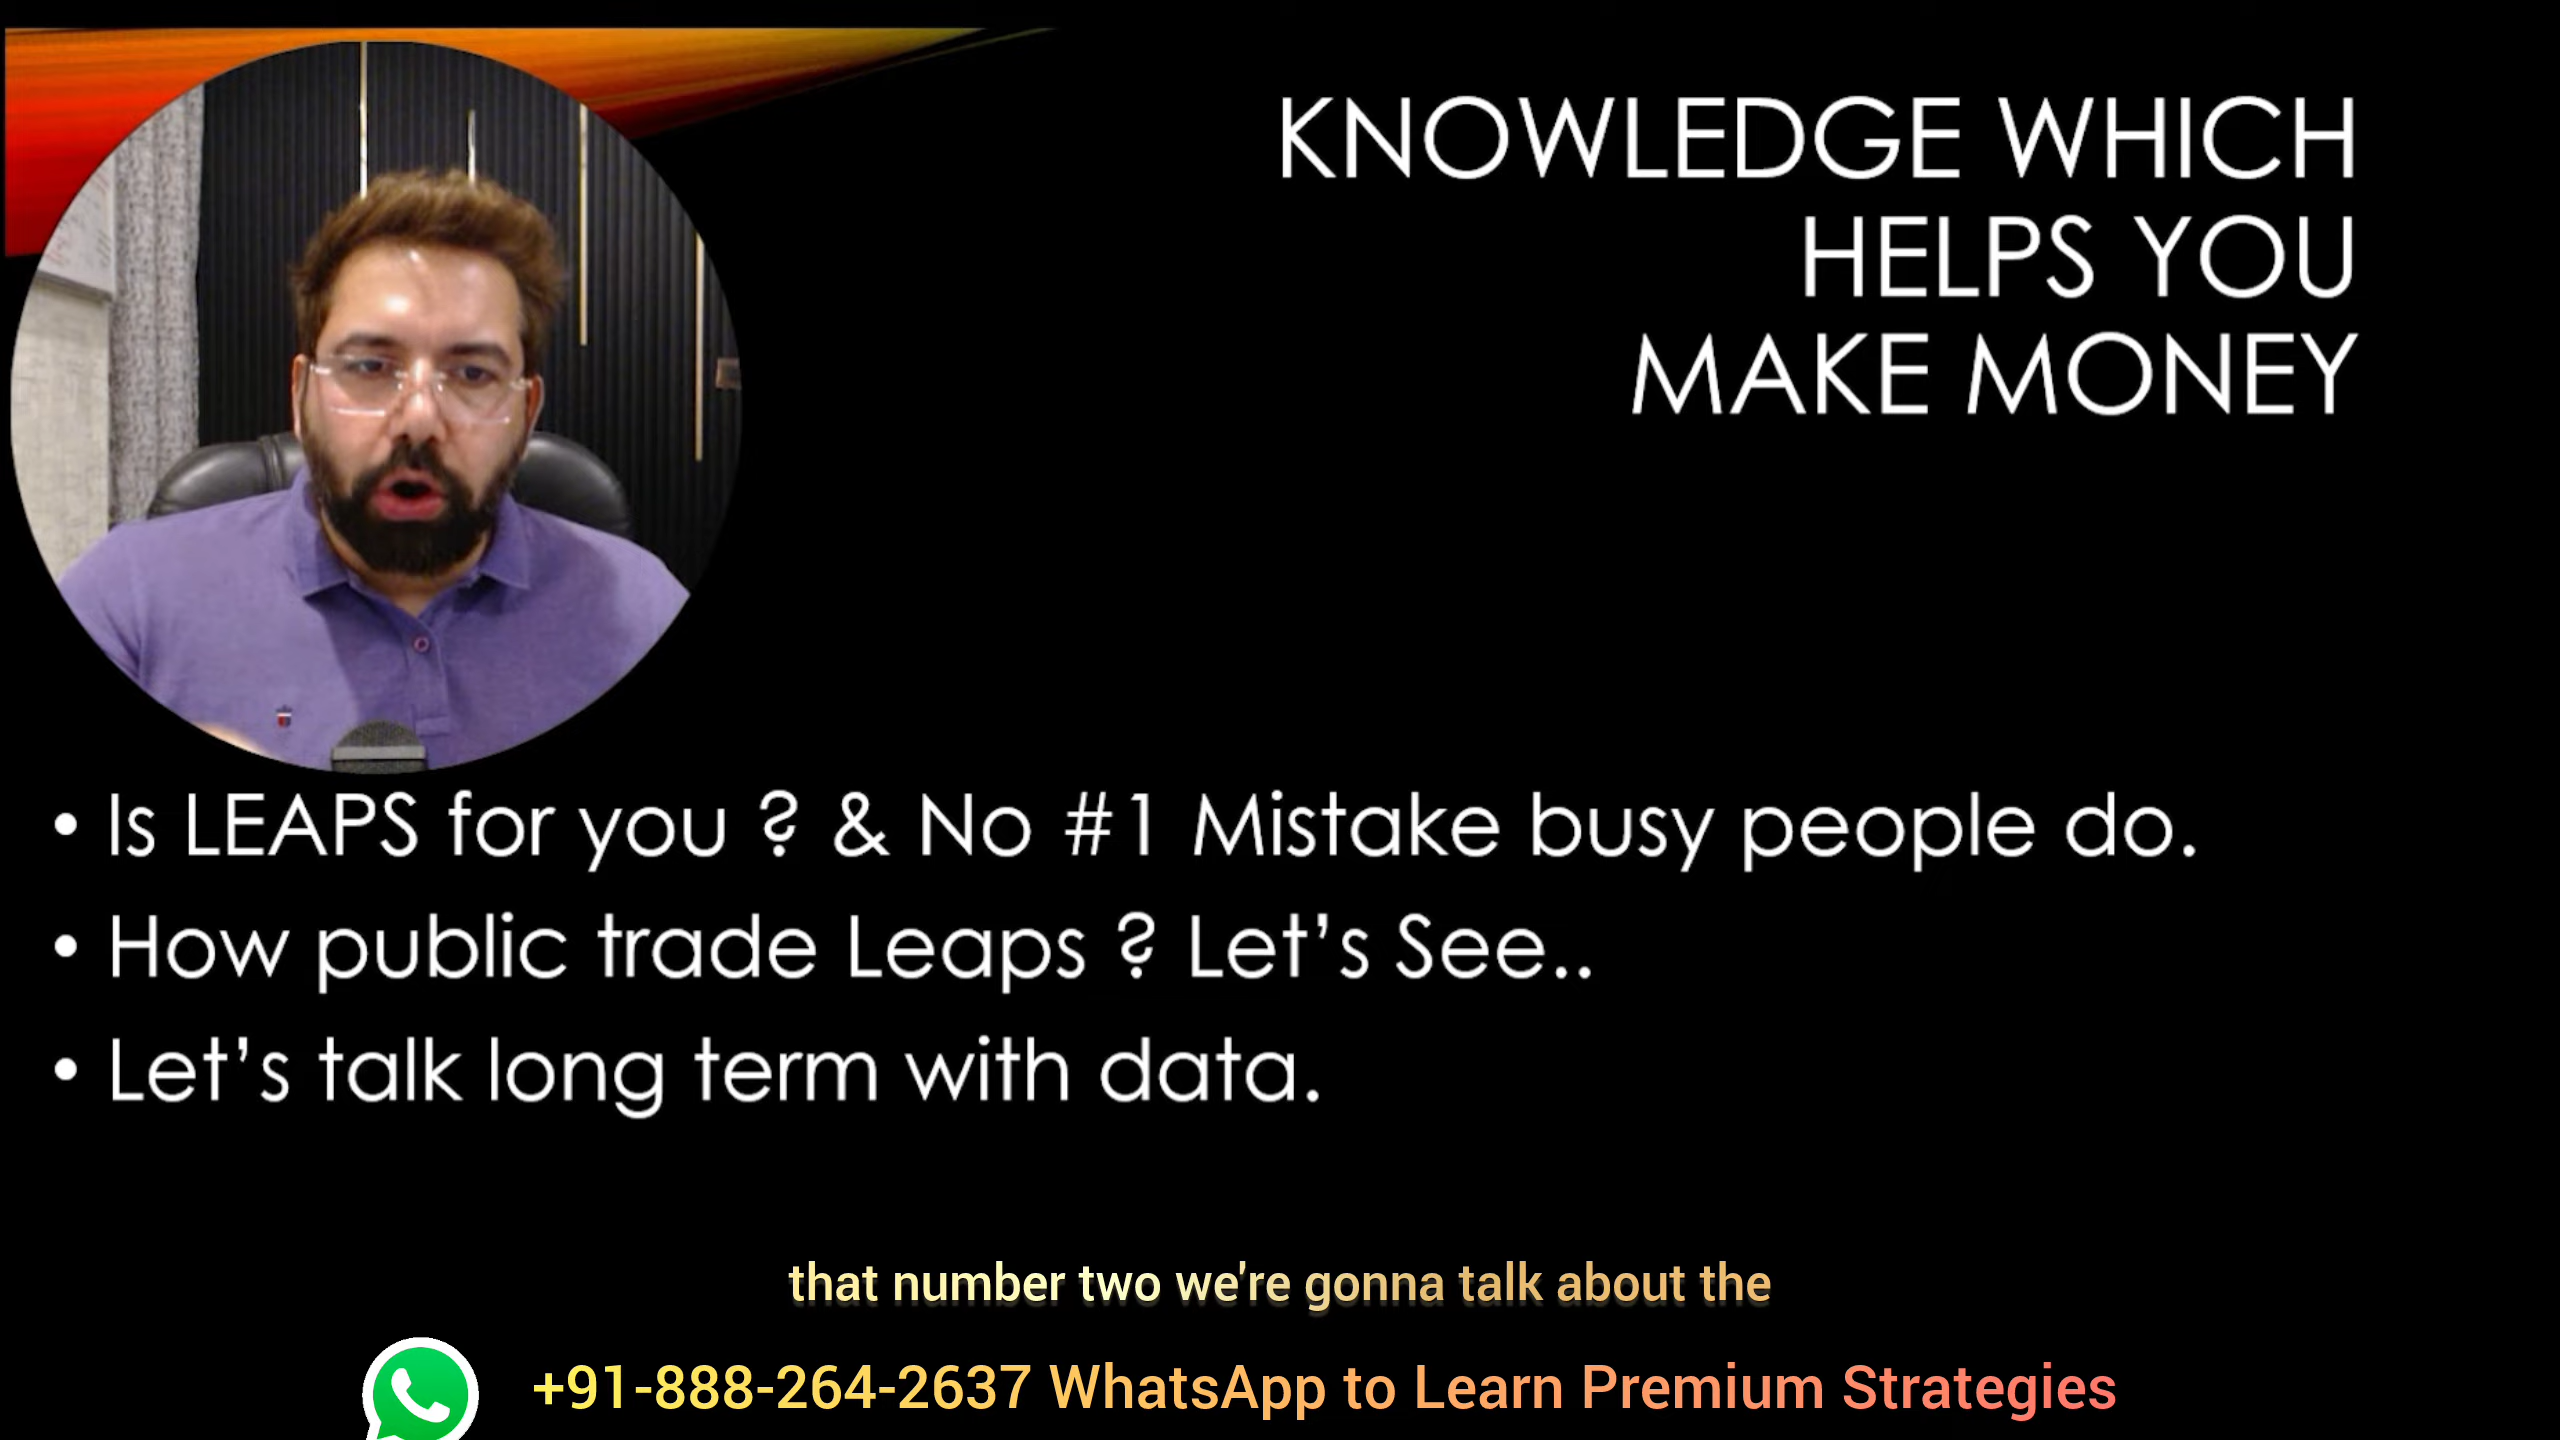 KNOWLEDGE WHICH
HELPS YOU
MAKE MONEY
• Is LEAPS for you ? & No #1 Mistake busy people do.
• How public trade Leaps ? Let’s See..
• Let’s talk long term with data.
that number two we're gonna talk about the
+91-888-264-2637 WhatsApp to Learn Premium Strategies